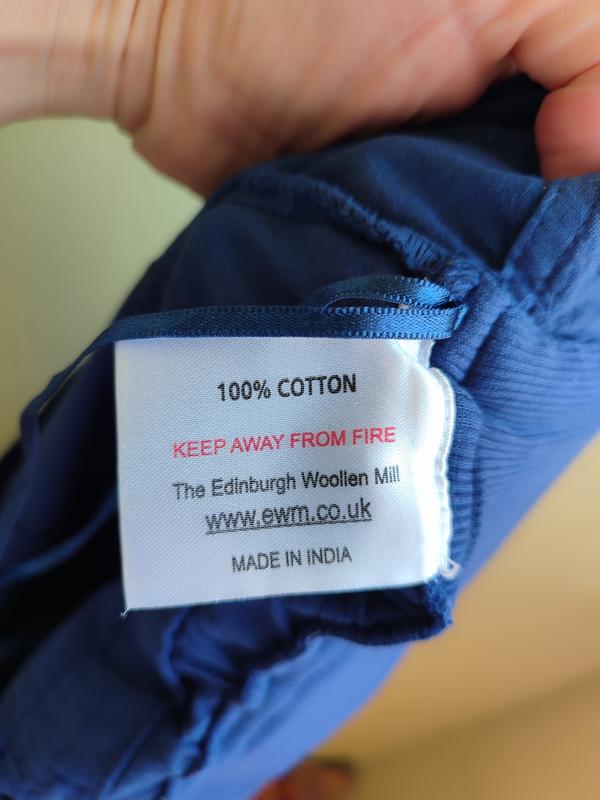 100% COTTON
KEEP AWAY FROM FIRE
The Edinburgh Woollen Mill
www.ewm.co.uk
MADE IN INDIA